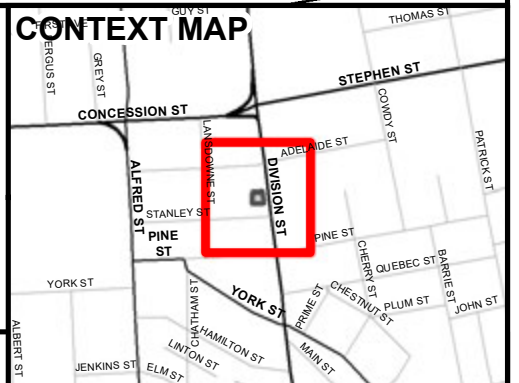 GUY ST
CONTEXT MAP
THOMAS ST
FERGUS ST
GREY ST
STEPHEN ST
COWDY ST
CONCESSION ST
LANSDOWNE ST
ADELAIDE ST
PATRICK ST
ALFRED ST
DIVISION ST
STANLEY ST
PINE
ST
PINE ST
CHERRY ST
QUEBEC ST
BARRIE ST
YORK ST
YORK ST
CHATHAM ST
PRIME ST
CHESTNUT ST
PLUM ST
JOHN ST
ALBERT ST
HAMILTON ST
LINTON ST
MAIN ST
JENKINS ST
ELM ST